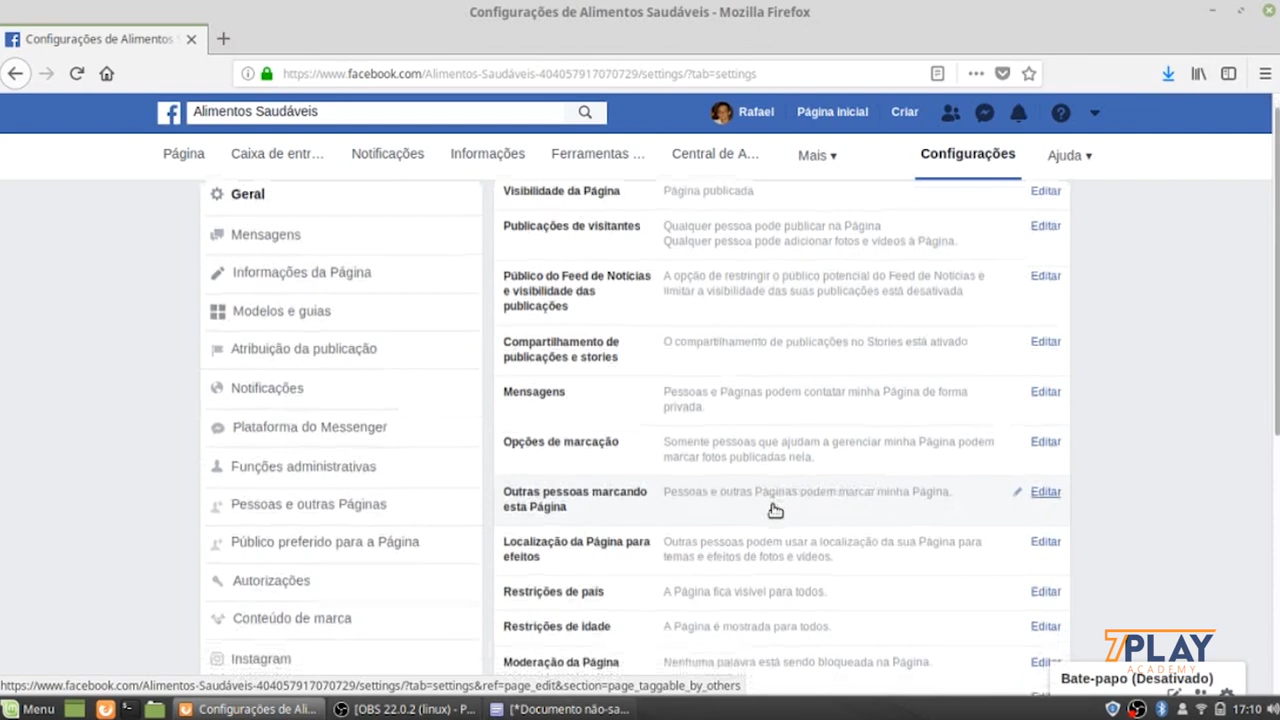 Configurações de Alimentos Saudáveis - Mozilla Firefox
Configurações de Alimentos
https://www.facebook.com/Alimentos-Saudáveis-404057917070729/settings/?tab=settings
Alimentos Saudáveis
Rafael
Página inicial
Criar
Página
Caixa de entr...
Notificações
Informações
Ferramentas ...
Central de A...
Mais
Configurações
Ajuda
Geral
Mensagens
Informações da Página
Modelos e guias
Atribuição da publicação
Notificações
Plataforma do Messenger
Funções administrativas
Pessoas e outras Páginas
Público preferido para a Página
Autorizações
Conteúdo de marca
Instagram
Visibilidade da Página
Página publicada
Editar
Publicações de visitantes
Qualquer pessoa pode publicar na Página
Qualquer pessoa pode adicionar fotos e vídeos à Página.
Editar
Público do Feed de Notícias
e visibilidade das
publicações
A opção de restringir o público potencial do Feed de Notícias e
limitar a visibilidade das suas publicações está desativada
Editar
Compartilhamento de
publicações e stories
O compartilhamento de publicações no Stories está ativado
Editar
Mensagens
Pessoas e Páginas podem contatar minha Página de forma
privada.
Editar
Opções de marcação
Somente pessoas que ajudam a gerenciar minha Página podem
marcar fotos publicadas nela.
Editar
Outras pessoas marcando
esta Página
Pessoas e outras Páginas podem marcar minha Página.
Editar
Localização da Página para
efeitos
Outras pessoas podem usar a localização da sua Página para
temas e efeitos de fotos e vídeos.
Editar
Restrições de país
A Página fica visível para todos.
Editar
Restrições de idade
A Página é mostrada para todos.
Editar
Moderação da Página
Nenhuma palavra está sendo bloqueada na Página.
Editar
7PLAY
ACADEMY
Bate-papo (Desativado)
https://www.facebook.com/Alimentos-Saudáveis-404057917070729/settings/?tab=settings&ref=page_edit&section=page_taggable_by_others
Menu
Configurações de Ali...
[OBS 22.0.2 (linux) - P...
[*Documento não-sa...
17:10